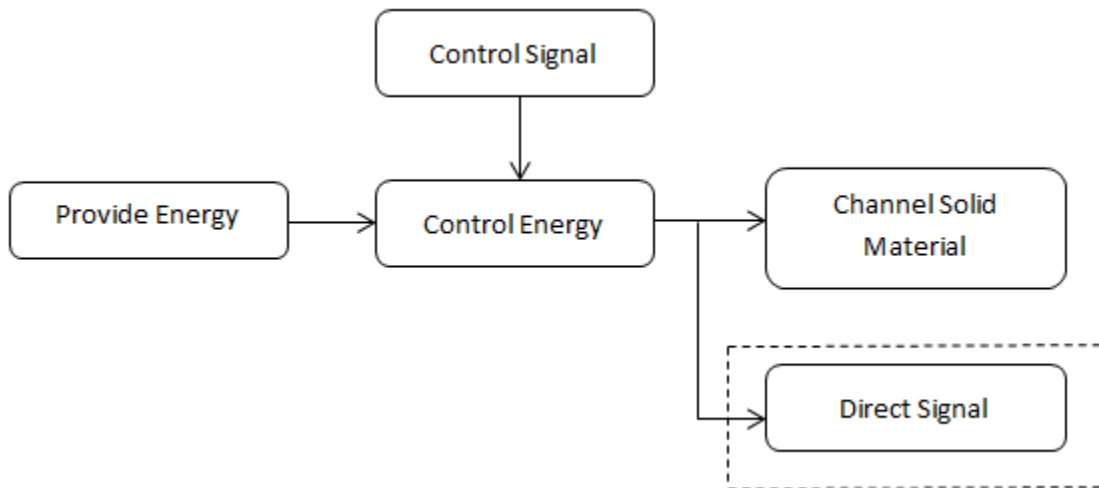 Control Signal
Provide Energy
Control Energy
Channel Solid
Material
Direct Signal